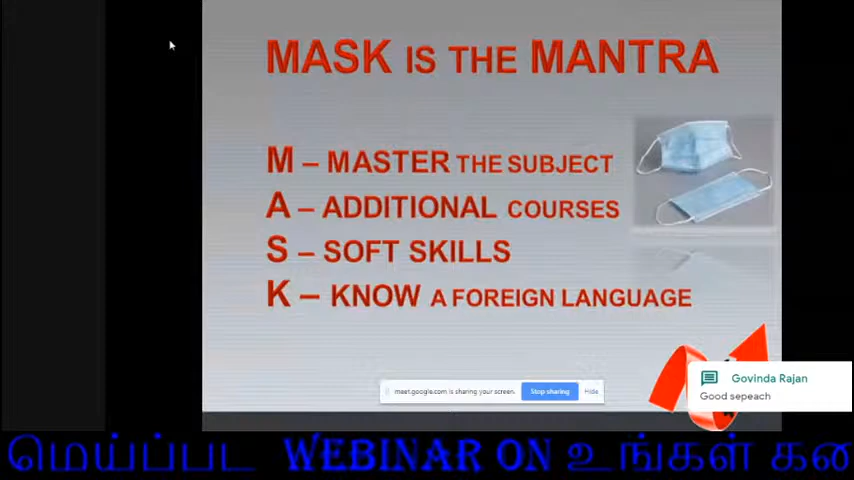 MASK IS THE MANTRA
M – MASTER THE SUBJECT
A – ADDITIONAL COURSES
S – SOFT SKILLS
K – KNOW A FOREIGN LANGUAGE
meet.google.com is sharing your screen. Stop sharing Hide
Govinda Rajan
Good sepeach
மெய்ப்பட WEBINAR ON உங்கள் கன